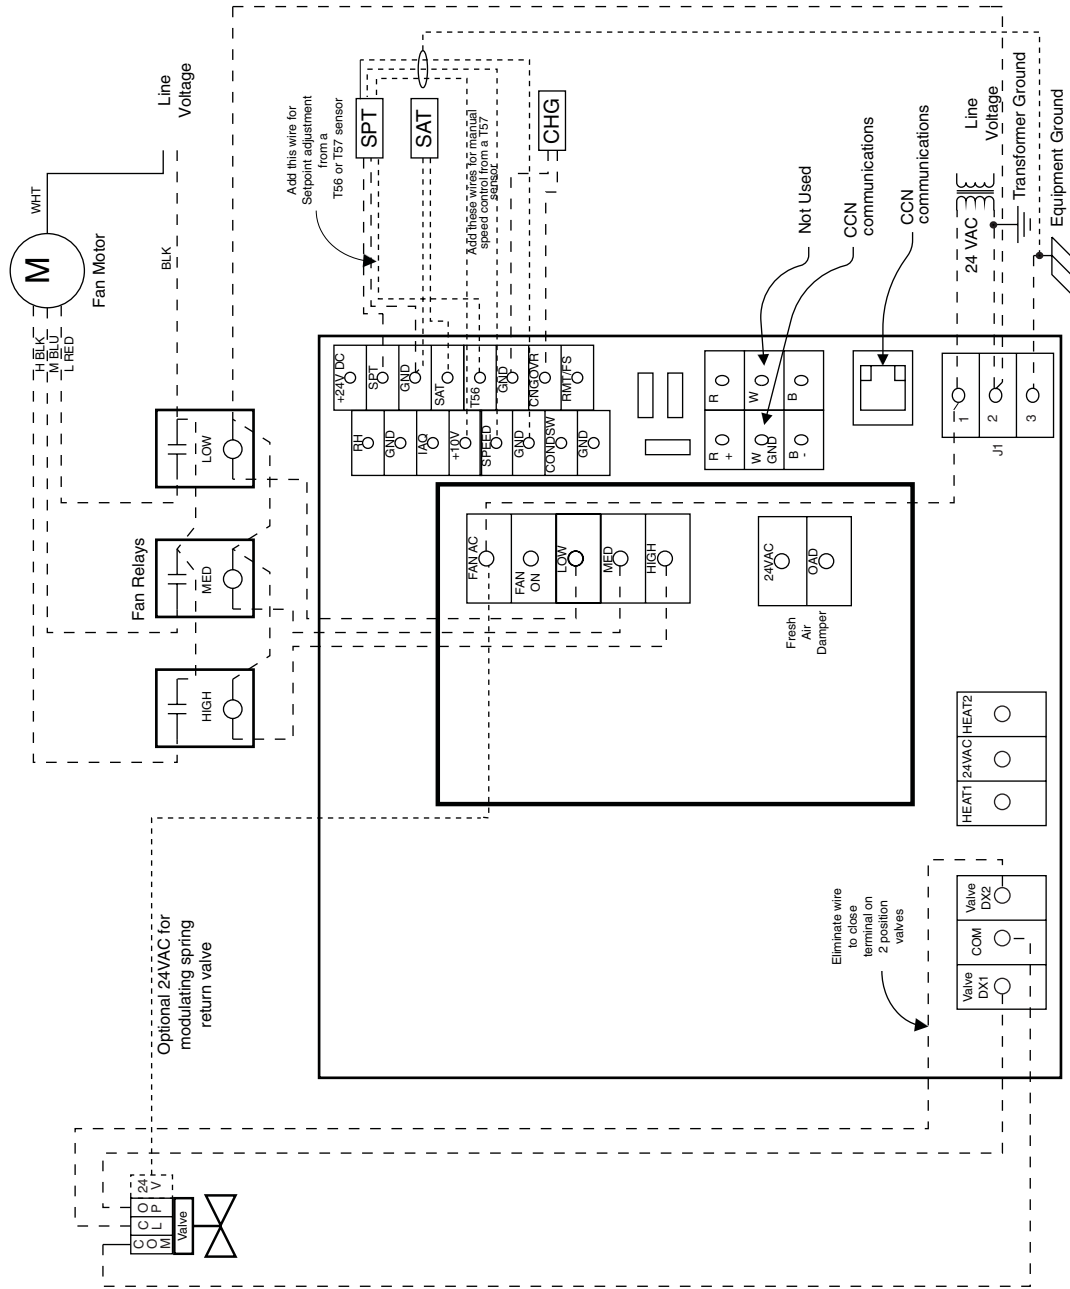 Line
Voltage
WHT
M
Fan Motor
BLK
H BLK
M BLU
L RED
Add this wire for
Setpoint adjustment
from a
T56 or T57 sensor
SPT
SAT
Add these wires for manual
speed control from a T57
sensor
CHG
Not Used
CCN
communications
CCN
communications
Line
Voltage
24 VAC
Transformer Ground
Equipment Ground
LOW
Fan Relays
MED
HIGH
+24V DC
SPT
GND
SAT
T56
GND
CNGOVR
RMT/FS
RH
GND
IAQ
+10V
SPEED
GND
CONDSW
GND
R
W
B
R
+
W
GND
B
-
1
2
3
J1
FAN AC
FAN
ON
LOW
MED
HIGH
24VAC
OAD
Fresh
Air
Damper
HEAT1
24VAC
HEAT2
Optional 24VAC for
modulating spring
return valve
Eliminate wire
to close
terminal on
2 position
valves
Valve
DX1
COM
Valve
DX2
COM
CL
OP
24V
Valve